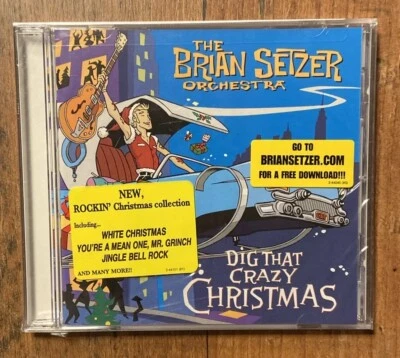 THE
BRIAN SETZER
ORCHESTRA
GO TO
BRIANSETZER.COM
FOR A FREE DOWNLOAD!!!
NEW,
ROCKIN' Christmas collection
Including...
WHITE CHRISTMAS
YOU'RE A MEAN ONE, MR. GRINCH
JINGLE BELL ROCK
AND MANY MORE!!
DIG THAT
CRAZY
CHRISTMAS